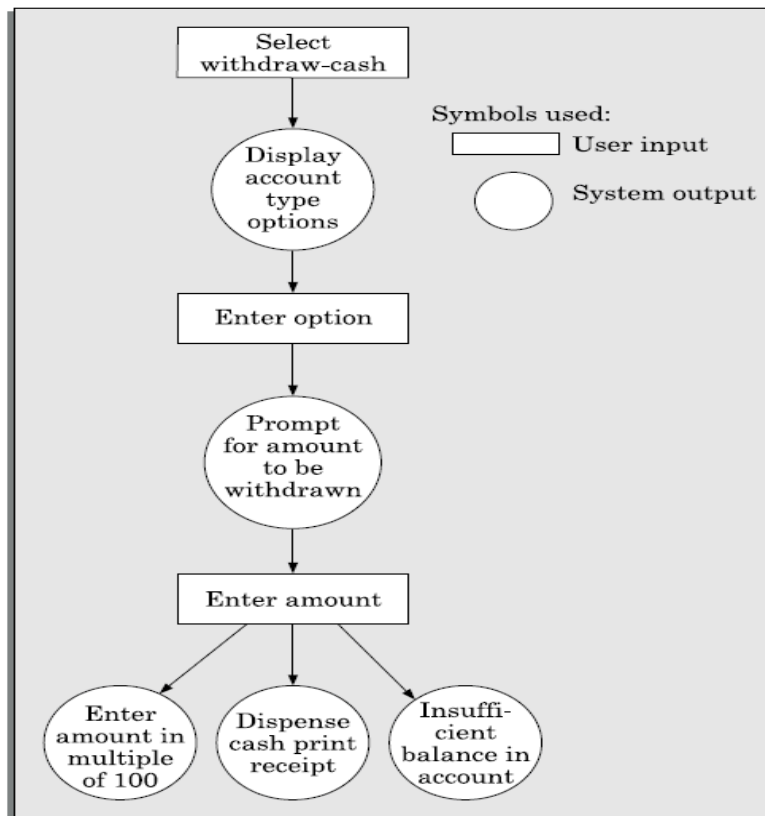 Select
withdraw-cash
Symbols used:
User input
System output
Display
account
type
options
Enter option
Prompt
for amount
to be
withdrawn
Enter amount
Enter
amount in
multiple
of 100
Dispense
cash print
receipt
Insuffi-
cient
balance in
account